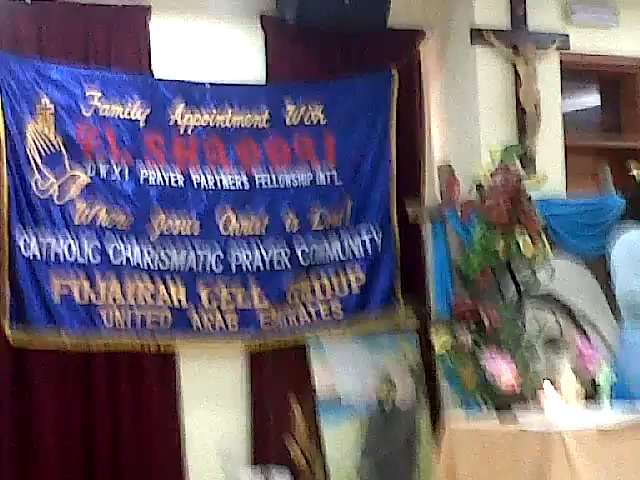 Family Appointment With
EL SHADDAI
DWXI PRAYER PARTNERS FELLOWSHIP INT'L.
Where Jesus Christ is Lord!
CATHOLIC CHARISMATIC PRAYER COMMUNITY
FUJAIRAH CELL GROUP
UNITED ARAB EMIRATES